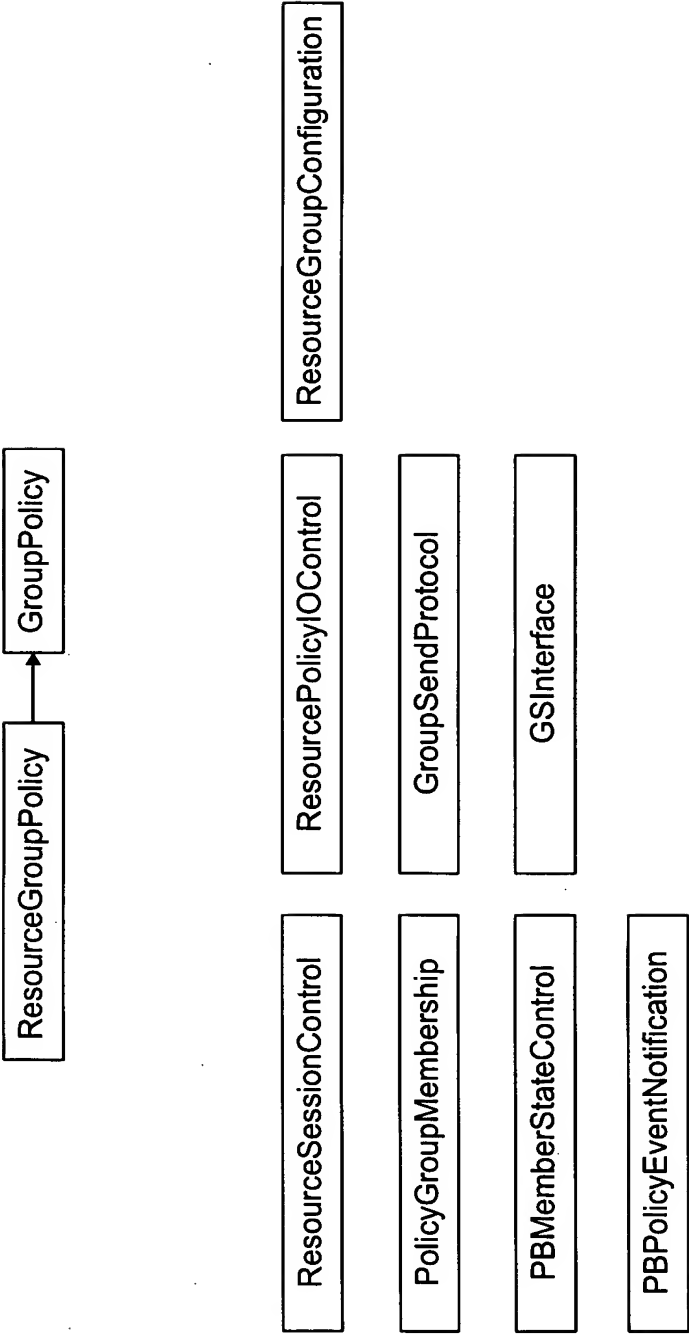 ResourceGroupPolicy
GroupPolicy
ResourceSessionControl
ResourcePolicyIOControl
ResourceGroupConfiguration
PolicyGroupMembership
GroupSendProtocol
PBMemberStateControl
GSInterface
PBPolicyEventNotification